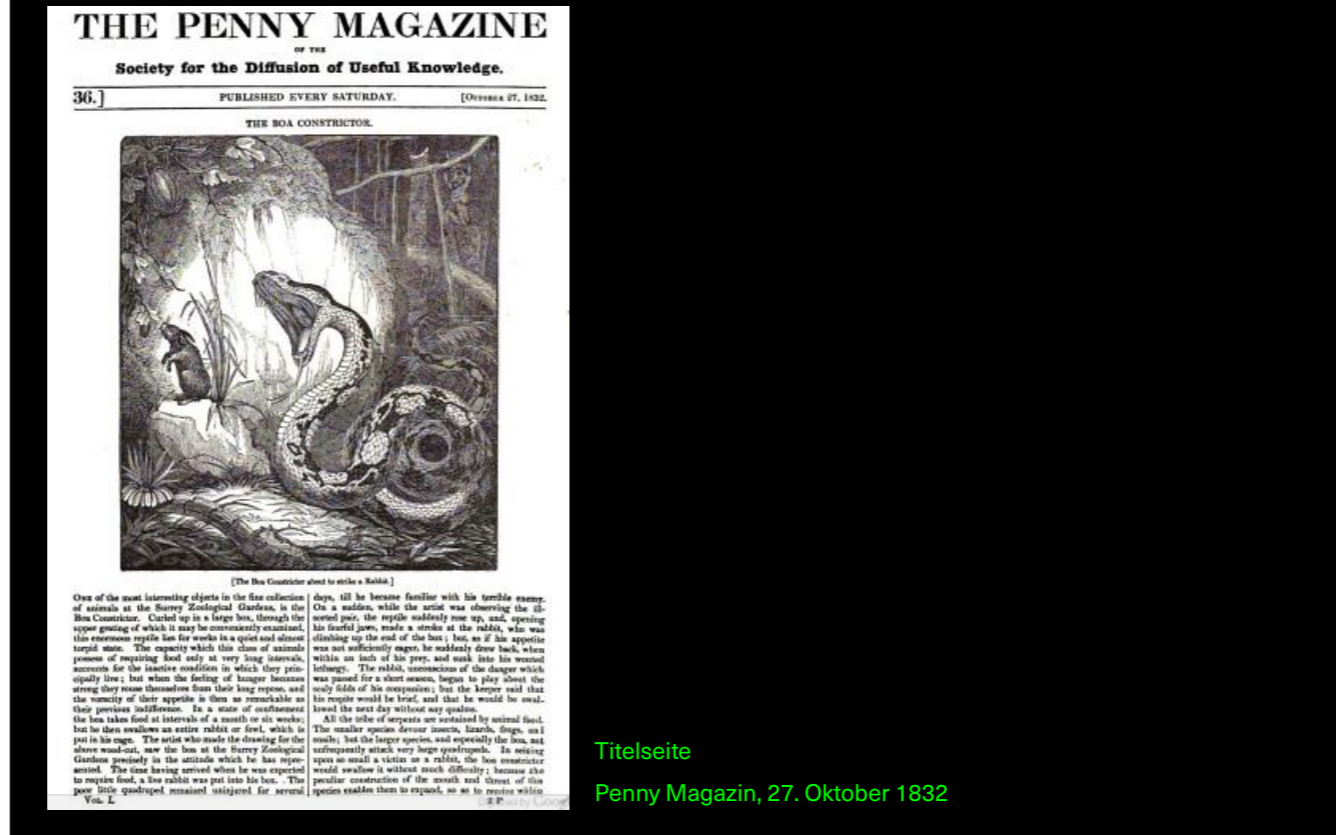 THE PENNY MAGAZINE
OF THE
Society for the Diffusion of Useful Knowledge.
36.]
PUBLISHED EVERY SATURDAY.
[October 27, 1832.
THE BOA CONSTRICTOR.
[The Boa Constrictor about to strike a Rabbit.]
One of the most interesting objects in the fine collection
of animals at the Surrey Zoological Gardens, is the
Boa Constrictor. Curled up in a large box, through the
upper grating of which it may be conveniently examined,
this enormous reptile lies for weeks in a quiet and almost
torpid state. The capacity which this class of animals
possess of requiring food only at very long intervals,
accounts for the inactive condition in which they prin-
cipally live; but when the feeling of hunger becomes
strong they rouse themselves from their long repose, and
the voracity of their appetite is then as remarkable as
their previous indifference. In a state of confinement
the boa takes food at intervals of a month or six weeks;
but he then swallows an entire rabbit or fowl, which is
put in his cage. The artist who made the drawing for the
above wood-cut, saw the boa at the Surrey Zoological
Gardens precisely in the attitude which he has repre-
sented. The time having arrived when he was expected
to require food, a live rabbit was put into his box. The
poor little quadruped remained uninjured for several
days, till he became familiar with his terrible enemy.
On a sudden, while the artist was observing the ill-
sorted pair, the reptile suddenly rose up, and, opening
his fearful jaws, made a stroke at the rabbit, who was
climbing up the end of the box; but, as if his appetite
was not sufficiently eager, he suddenly drew back, when
within an inch of his prey, and sunk into his wonted
lethargy. The rabbit, unconscious of the danger which
was passed for a short season, began to play about the
scaly folds of his companion; but the keeper said that
his respite would be brief, and that he would be swal-
lowed the next day without any qualms.
All the tribe of serpents are sustained by animal food.
The smaller species devour insects, lizards, frogs, and
snails; but the larger species, and especially the boa, not
unfrequently attack very large quadrupeds. In seizing
upon so small a victim as a rabbit, the boa constrictor
would swallow it without much difficulty; because the
peculiar construction of the mouth and throat of this
species enables them to expand, so as to receive within
Vol. I.
2 P
Titelseite
Penny Magazin, 27. Oktober 1832